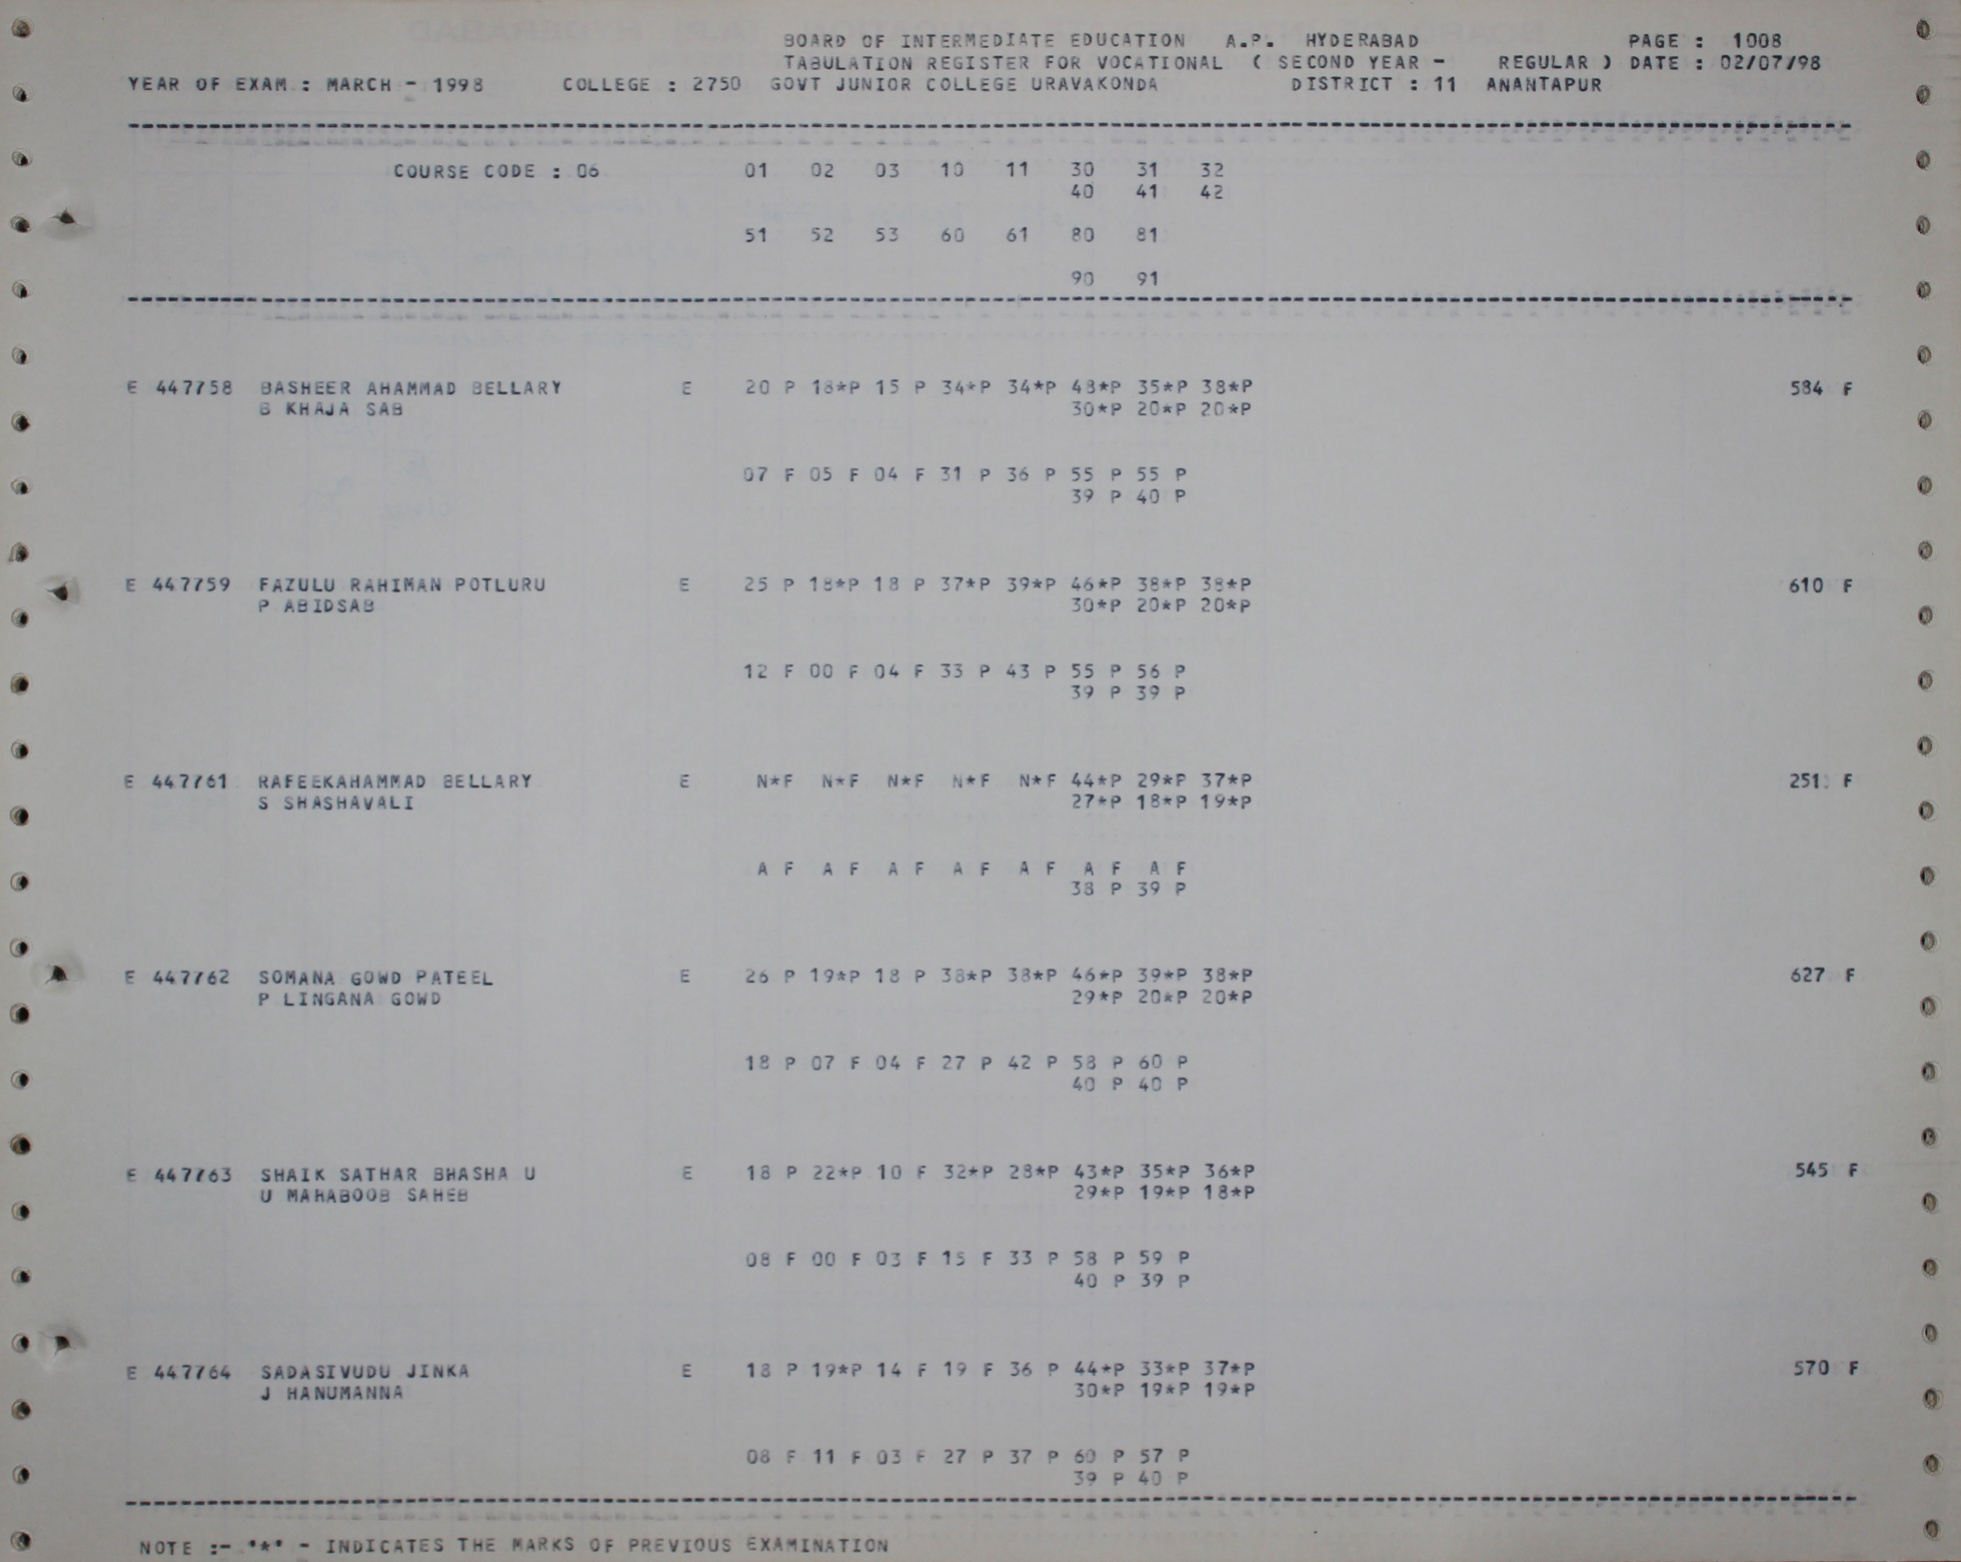 BOARD OF INTERMEDIATE EDUCATION A.P. HYDERABAD PAGE : 1008
TABULATION REGISTER FOR VOCATIONAL ( SECOND YEAR - REGULAR ) DATE : 02/07/98
YEAR OF EXAM.: MARCH - 1998 COLLEGE : 2750 GOVT JUNIOR COLLEGE URAVAKONDA DISTRICT : 11 ANANTAPUR
COURSE CODE : 06 01 02 03 10 11 30 31 32
40 41 42
51 52 53 60 61 80 81
90 91
E 447758 BASHEER AHAMMAD BELLARY E 20 P 18*P 15 P 34*P 34*P 48*P 35*P 38*P 584 F
B KHAJA SAB 30*P 20*P 20*P
07 F 05 F 04 F 31 P 36 P 55 P 55 P
39 P 40 P
E 447759 FAZULU RAHIMAN POTLURU E 25 P 18*P 18 P 37*P 39*P 46*P 38*P 38*P 610 F
P ABIDSAB 30*P 20*P 20*P
12 F 00 F 04 F 33 P 43 P 55 P 56 P
39 P 39 P
E 447761 RAFEEKAHAMMAD BELLARY E N*F N*F N*F N*F N*F 44*P 29*P 37*P 251 F
S SHASHAVALI 27*P 18*P 19*P
A F A F A F A F A F A F A F
38 P 39 P
E 447762 SOMANA GOWD PATEEL E 26 P 19*P 18 P 38*P 38*P 46*P 39*P 38*P 627 F
P LINGANA GOWD 29*P 20*P 20*P
18 P 07 F 04 F 27 P 42 P 58 P 60 P
40 P 40 P
E 447763 SHAIK SATHAR BHASHA U E 18 P 22*P 10 F 32*P 28*P 43*P 35*P 36*P 545 F
U MAHABOOB SAHEB 29*P 19*P 18*P
08 F 00 F 03 F 15 F 33 P 58 P 59 P
40 P 39 P
E 447764 SADASIVUDU JINKA E 18 P 19*P 14 F 19 F 36 P 44*P 33*P 37*P 570 F
J HANUMANNA 30*P 19*P 19*P
08 F 11 F 03 F 27 P 37 P 60 P 57 P
39 P 40 P
NOTE :- '*' - INDICATES THE MARKS OF PREVIOUS EXAMINATION